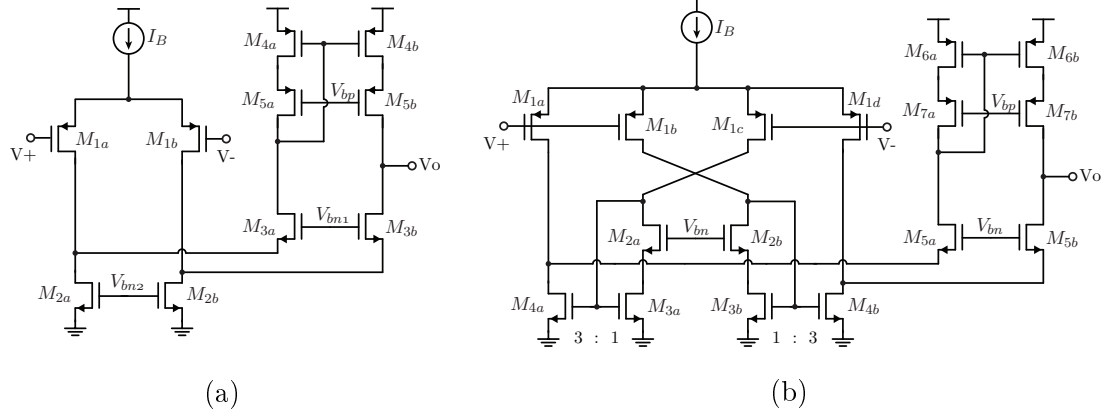 I_B
M_{4a} M_{4b}
M_{5a} V_{bp} M_{5b}
V+ M_{1a} M_{1b} V-
Vo
M_{3a} V_{bn1} M_{3b}
M_{2a} V_{bn2} M_{2b}
(a)
I_B
M_{6a} M_{6b}
M_{1a} M_{1b} M_{1c} M_{1d}
V+ V-
M_{7a} V_{bp} M_{7b}
Vo
M_{2a} V_{bn} M_{2b}
M_{5a} V_{bn} M_{5b}
M_{4a} M_{3a} M_{3b} M_{4b}
3 : 1 1 : 3
(b)